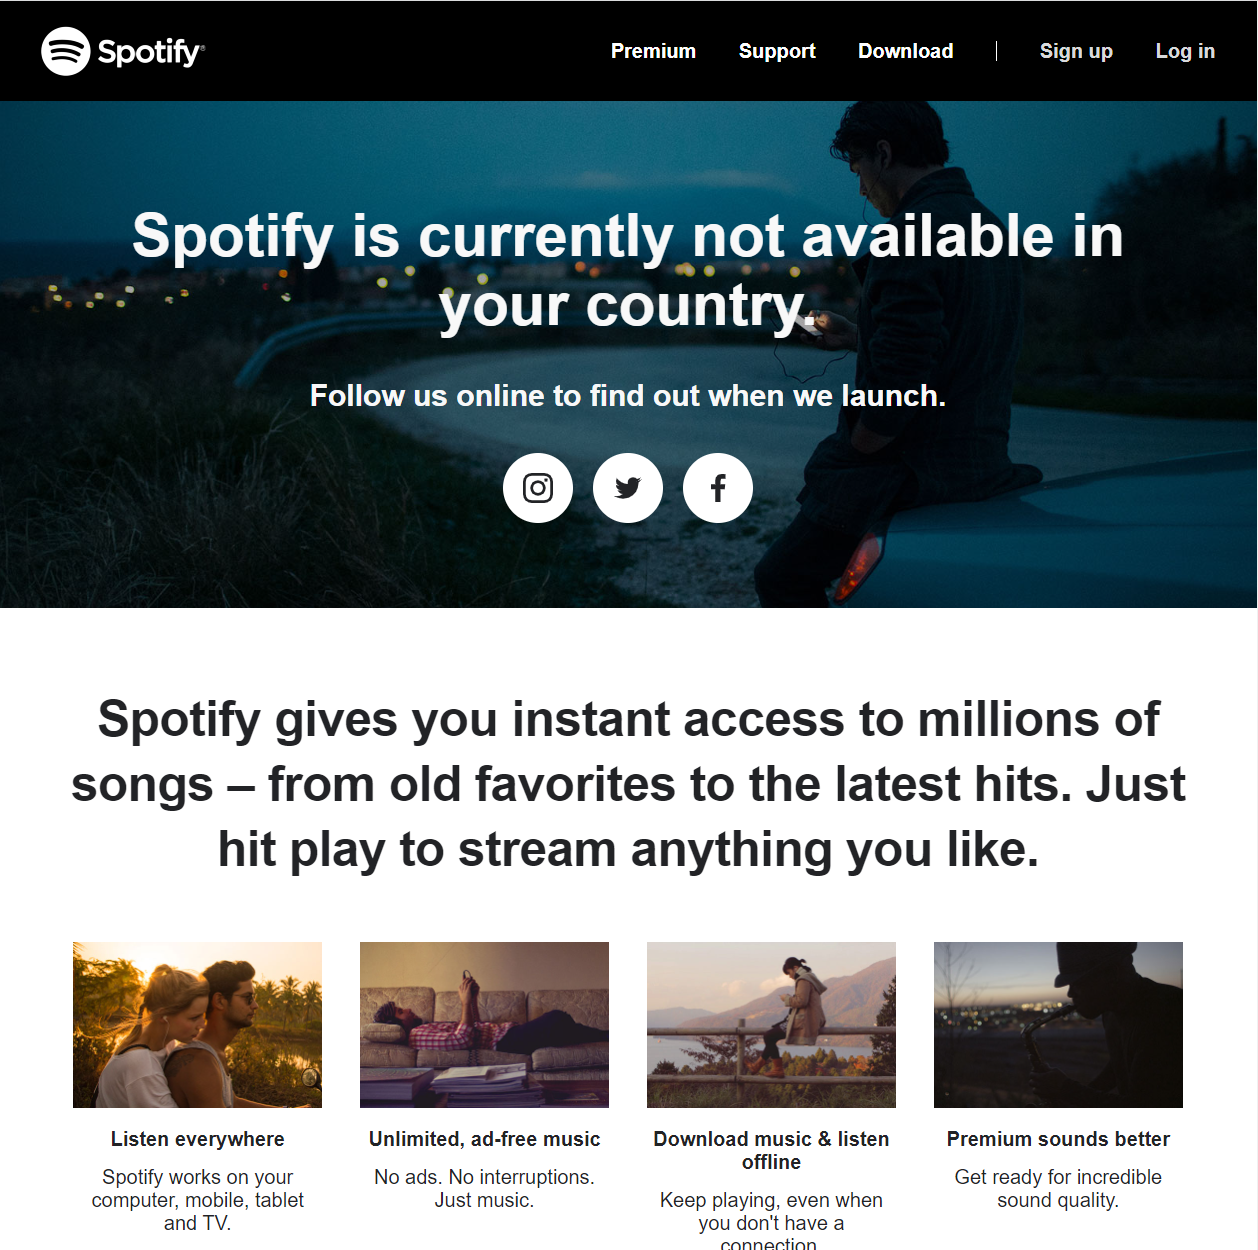 Spotify®
Premium
Support
Download
Sign up
Log in
Spotify is currently not available in
your country.
Follow us online to find out when we launch.
Spotify gives you instant access to millions of
songs – from old favorites to the latest hits. Just
hit play to stream anything you like.
Listen everywhere
Spotify works on your
computer, mobile, tablet
and TV.
Unlimited, ad-free music
No ads. No interruptions.
Just music.
Download music & listen
offline
Keep playing, even when
you don't have a
connection
Premium sounds better
Get ready for incredible
sound quality.